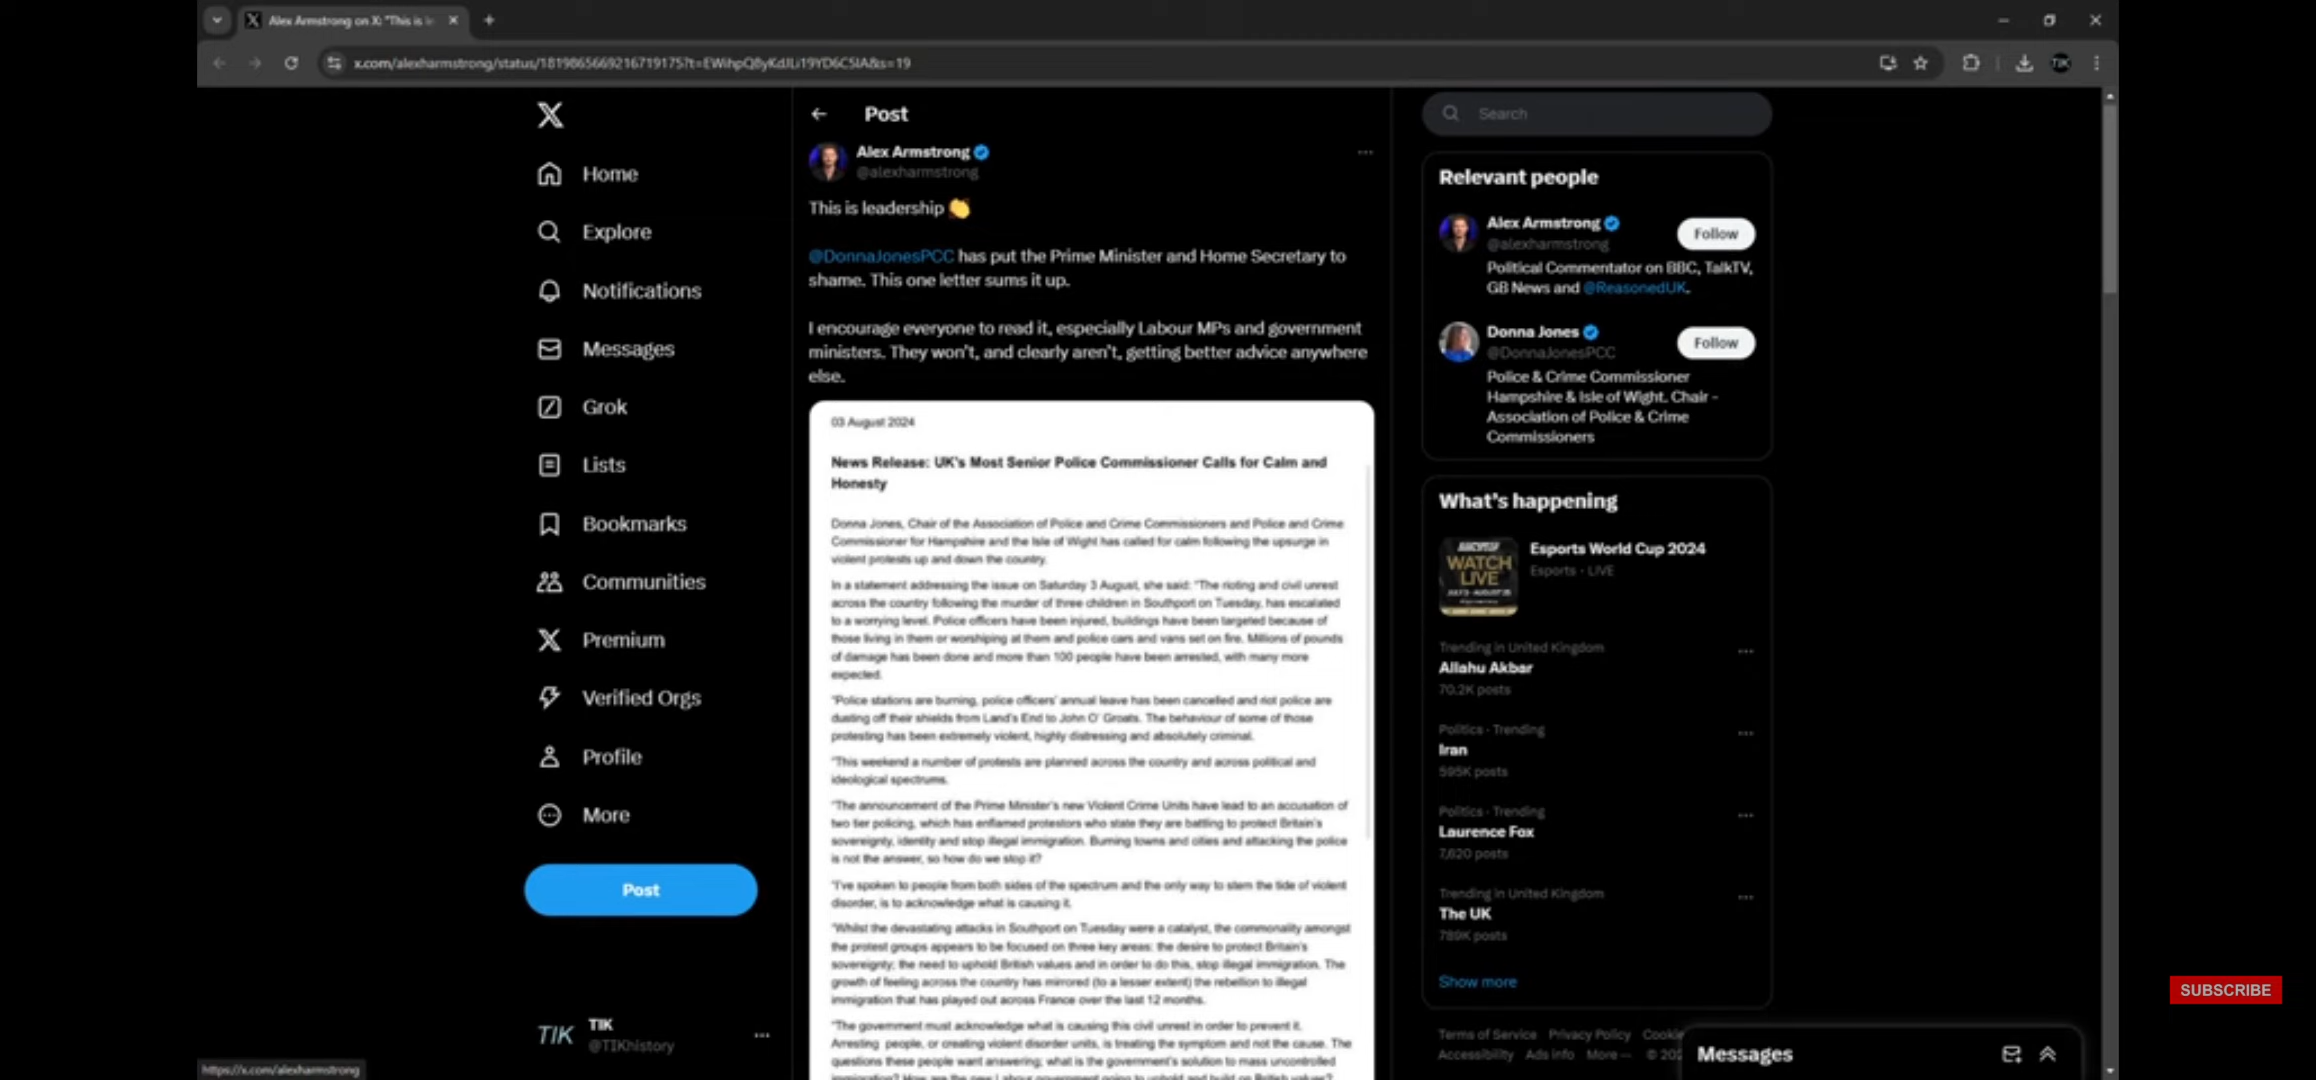 Alex Armstrong on X: "This is le
x.com/alexharmstrong/status/1819865669216719175?t=EWihpQ8yKdJLi19YD6C5IA&s=19
TIK
Home
Explore
Notifications
Messages
Grok
Lists
Bookmarks
Communities
Premium
Verified Orgs
Profile
More
Post
TIK
TIK
@TIKhistory
https://x.com/alexharmstrong
Post
Alex Armstrong
@alexharmstrong
This is leadership 👏
@DonnaJonesPCC has put the Prime Minister and Home Secretary to
shame. This one letter sums it up.
I encourage everyone to read it, especially Labour MPs and government
ministers. They won't, and clearly aren't, getting better advice anywhere
else.
03 August 2024
News Release: UK's Most Senior Police Commissioner Calls for Calm and
Honesty
Donna Jones, Chair of the Association of Police and Crime Commissioners and Police and Crime
Commissioner for Hampshire and the Isle of Wight has called for calm following the upsurge in
violent protests up and down the country.
In a statement addressing the issue on Saturday 3 August, she said: "The rioting and civil unrest
across the country following the murder of three children in Southport on Tuesday, has escalated
to a worrying level. Police officers have been injured, buildings have been targeted because of
those living in them or worshiping at them and police cars and vans set on fire. Millions of pounds
of damage has been done and more than 100 people have been arrested, with many more
expected.
"Police stations are burning, police officers' annual leave has been cancelled and riot police are
dusting off their shields from Land's End to John O' Groats. The behaviour of some of those
protesting has been extremely violent, highly distressing and absolutely criminal.
"This weekend a number of protests are planned across the country and across political and
ideological spectrums.
"The announcement of the Prime Minister's new Violent Crime Units have lead to an accusation of
two tier policing, which has enflamed protestors who state they are battling to protect Britain's
sovereignty, identity and stop illegal immigration. Burning towns and cities and attacking the police
is not the answer, so how do we stop it?
"I've spoken to people from both sides of the spectrum and the only way to stem the tide of violent
disorder, is to acknowledge what is causing it.
"Whilst the devastating attacks in Southport on Tuesday were a catalyst, the commonality amongst
the protest groups appears to be focused on three key areas: the desire to protect Britain's
sovereignty; the need to uphold British values and in order to do this, stop illegal immigration. The
growth of feeling across the country has mirrored (to a lesser extent) the rebellion to illegal
immigration that has played out across France over the last 12 months.
"The government must acknowledge what is causing this civil unrest in order to prevent it.
Arresting people, or creating violent disorder units, is treating the symptom and not the cause. The
questions these people want answering; what is the government's solution to mass uncontrolled
immigration? How are the new Labour government going to uphold and build on British values?
Search
Relevant people
Alex Armstrong
@alexharmstrong
Follow
Political Commentator on BBC, TalkTV,
GB News and @ReasonedUK.
Donna Jones
@DonnaJonesPCC
Follow
Police & Crime Commissioner
Hampshire & Isle of Wight. Chair -
Association of Police & Crime
Commissioners
What's happening
WATCH
LIVE
Esports World Cup 2024
Esports · LIVE
Trending in United Kingdom
Allahu Akbar
70.2K posts
Politics · Trending
Iran
595K posts
Politics · Trending
Laurence Fox
7,620 posts
Trending in United Kingdom
The UK
789K posts
Show more
Terms of Service Privacy Policy Cookie
Accessibility Ads info More ··· © 202
Messages
SUBSCRIBE